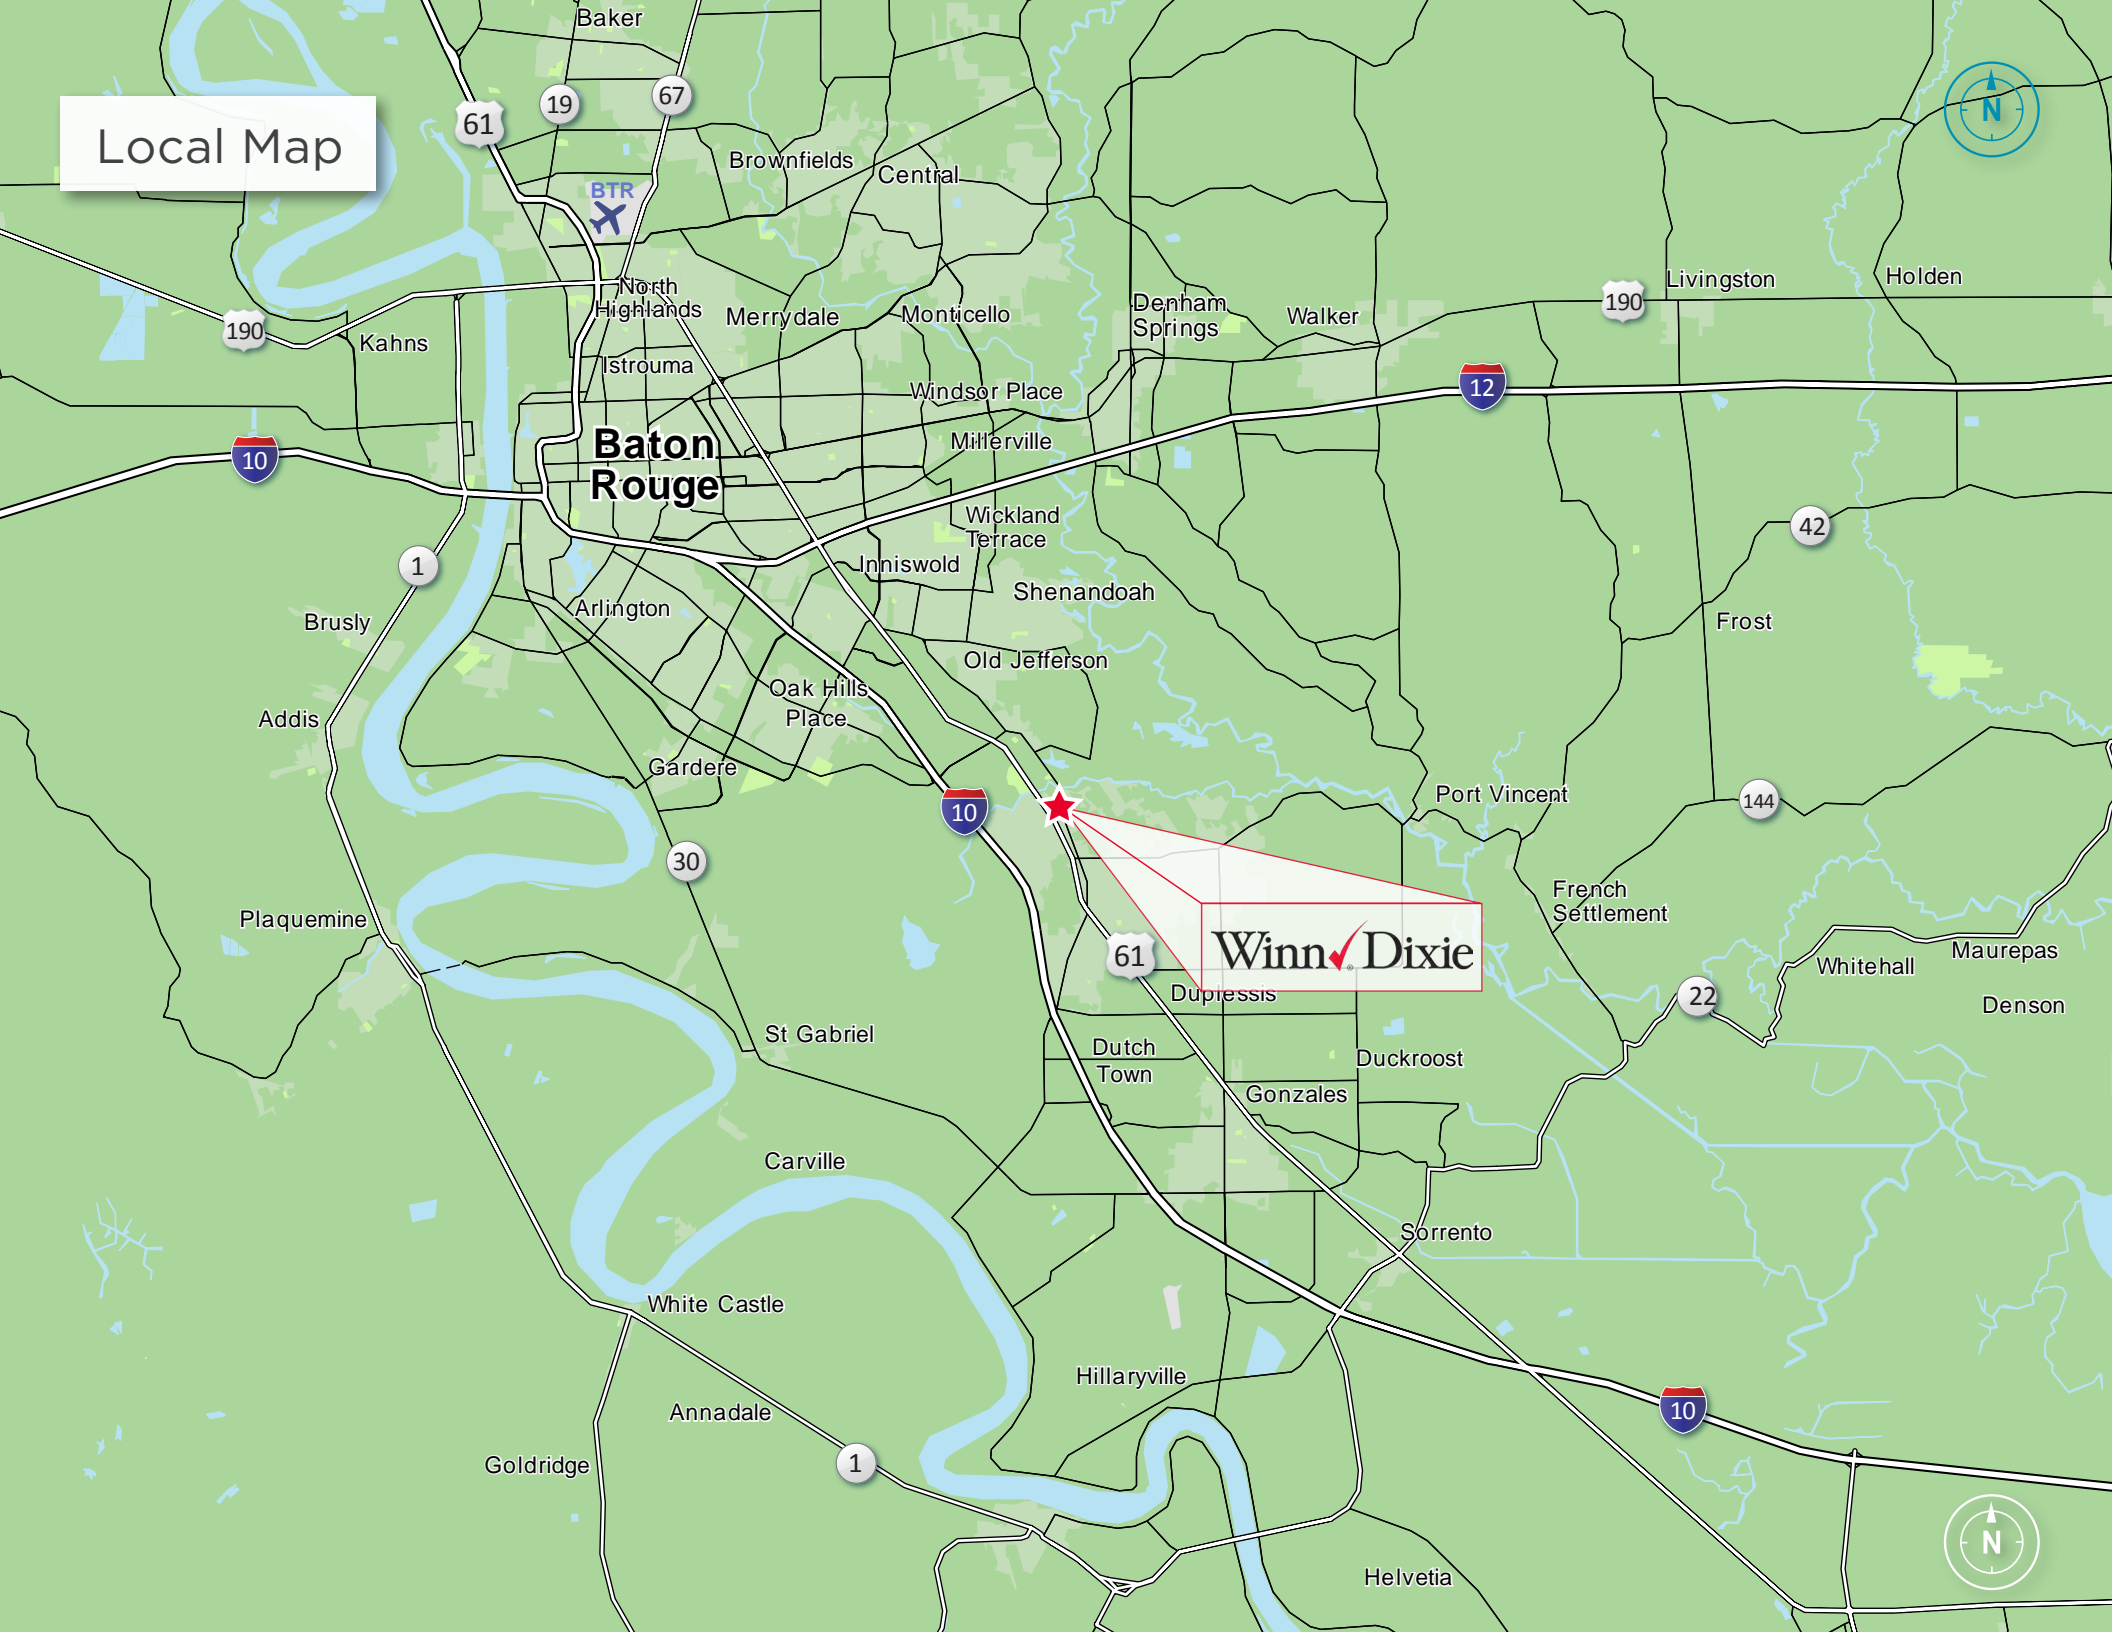 Baker
19
67
61
N
Local Map
Brownfields
Central
BTR
Livingston
Holden
North
Highlands
190
Denham
Springs
Merrydale
Monticello
Walker
190
Kahns
Istrouma
12
Windsor Place
Baton
Rouge
Millerville
10
Wickland
Terrace
42
1
Inniswold
Shenandoah
Arlington
Brusly
Frost
Old Jefferson
Oak Hills
Place
Addis
Gardere
Port Vincent
144
10
30
French
Settlement
Plaquemine
Winn Dixie
®
61
Maurepas
Whitehall
Duplessis
22
Denson
St Gabriel
Dutch
Town
Duckroost
Gonzales
Carville
Sorrento
White Castle
Hillaryville
Annadale
10
Goldridge
1
N
Helvetia